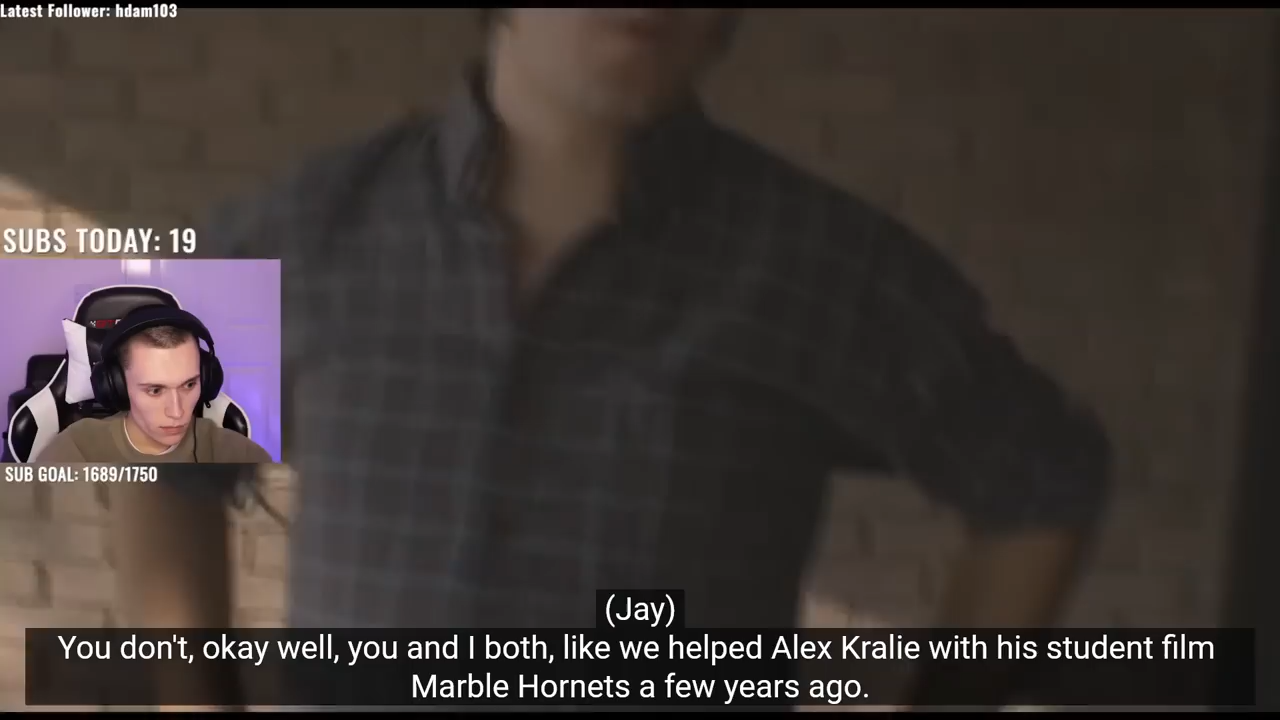 Latest Follower: hdam103
SUBS TODAY: 19
SUB GOAL: 1689/1750
(Jay)
You don't, okay well, you and I both, like we helped Alex Kralie with his student film
Marble Hornets a few years ago.